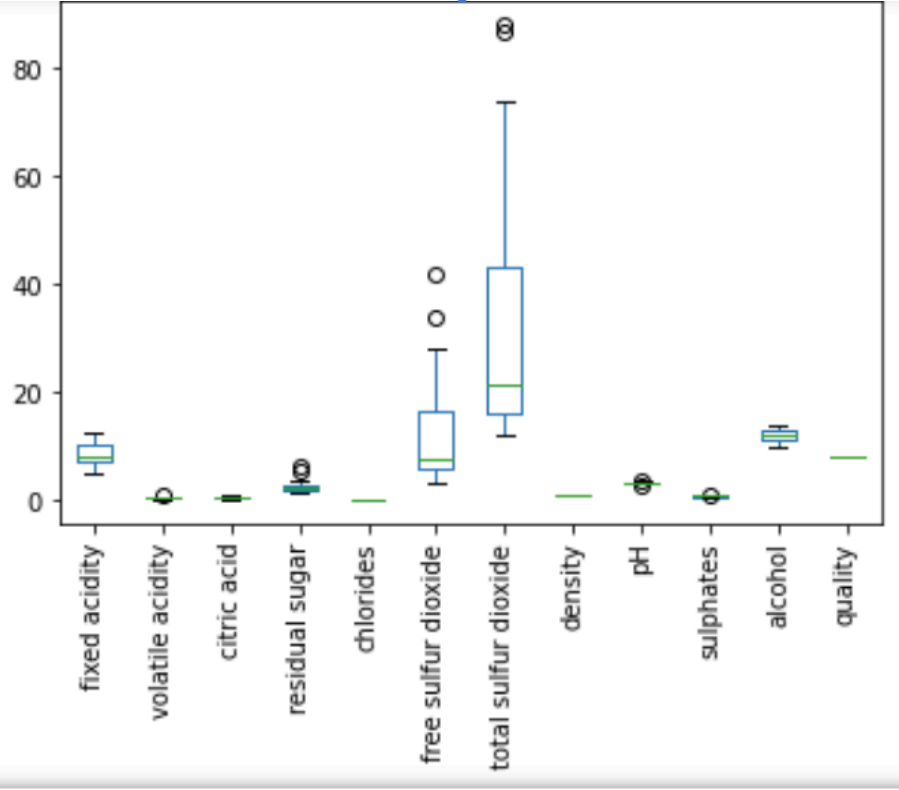 80
60
40
20
0
fixed acidity
volatile acidity
citric acid
residual sugar
chlorides
free sulfur dioxide
total sulfur dioxide
density
pH
sulphates
alcohol
quality